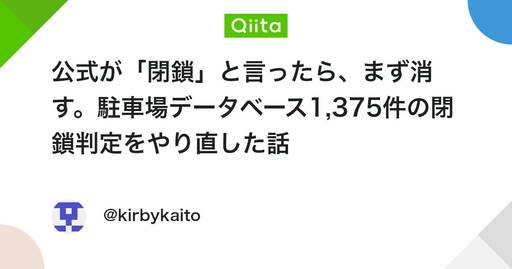 Qiita
公式が「閉鎖」と言ったら、まず消
す。駐車場データベース1,375件の閉
鎖判定をやり直した話
@kirbykaito